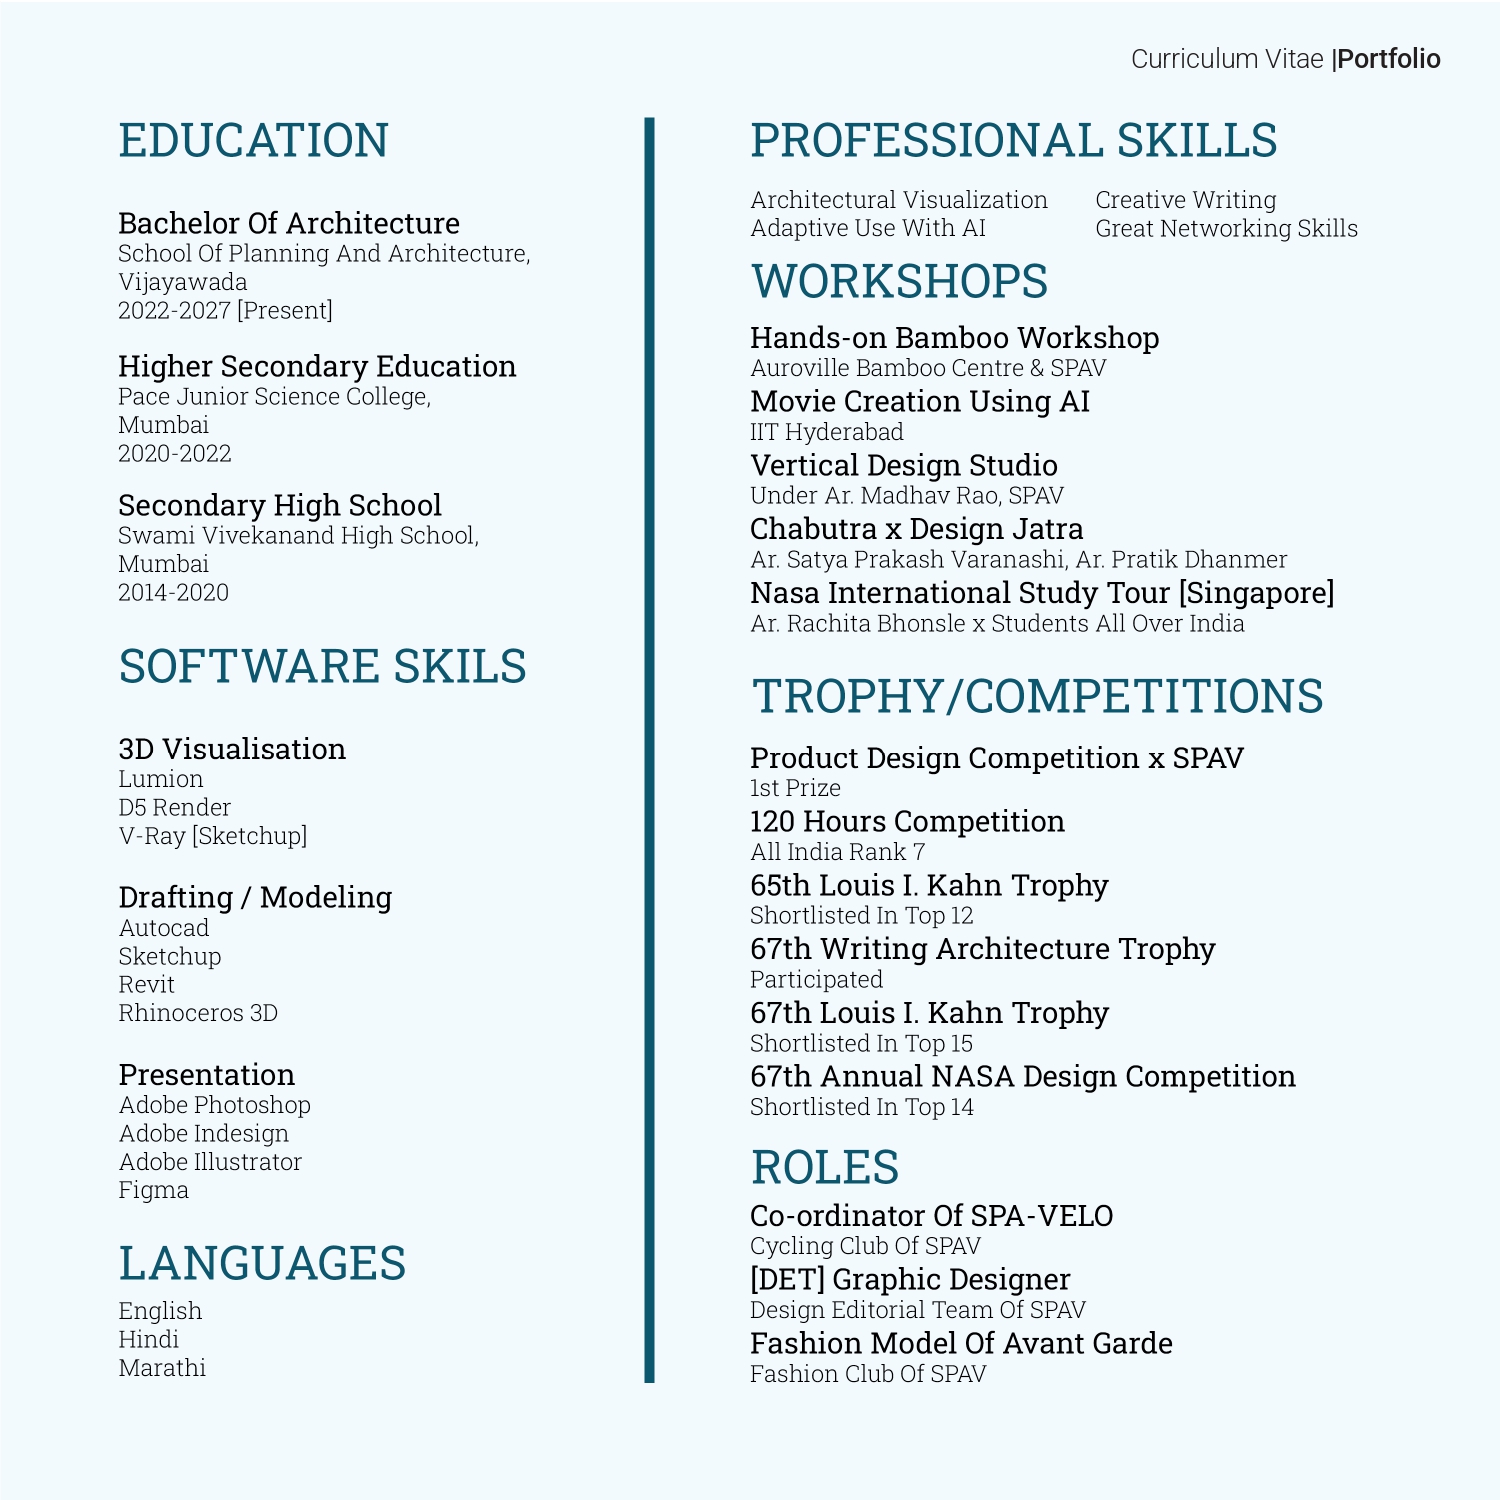 Curriculum Vitae |Portfolio
EDUCATION
Bachelor Of Architecture
School Of Planning And Architecture,
Vijayawada
2022-2027 [Present]
Higher Secondary Education
Pace Junior Science College,
Mumbai
2020-2022
Secondary High School
Swami Vivekanand High School,
Mumbai
2014-2020
SOFTWARE SKILS
3D Visualisation
Lumion
D5 Render
V-Ray [Sketchup]
Drafting / Modeling
Autocad
Sketchup
Revit
Rhinoceros 3D
Presentation
Adobe Photoshop
Adobe Indesign
Adobe Illustrator
Figma
LANGUAGES
English
Hindi
Marathi
PROFESSIONAL SKILLS
Architectural Visualization Creative Writing
Adaptive Use With AI Great Networking Skills
WORKSHOPS
Hands-on Bamboo Workshop
Auroville Bamboo Centre & SPAV
Movie Creation Using AI
IIT Hyderabad
Vertical Design Studio
Under Ar. Madhav Rao, SPAV
Chabutra x Design Jatra
Ar. Satya Prakash Varanashi, Ar. Pratik Dhanmer
Nasa International Study Tour [Singapore]
Ar. Rachita Bhonsle x Students All Over India
TROPHY/COMPETITIONS
Product Design Competition x SPAV
1st Prize
120 Hours Competition
All India Rank 7
65th Louis I. Kahn Trophy
Shortlisted In Top 12
67th Writing Architecture Trophy
Participated
67th Louis I. Kahn Trophy
Shortlisted In Top 15
67th Annual NASA Design Competition
Shortlisted In Top 14
ROLES
Co-ordinator Of SPA-VELO
Cycling Club Of SPAV
[DET] Graphic Designer
Design Editorial Team Of SPAV
Fashion Model Of Avant Garde
Fashion Club Of SPAV